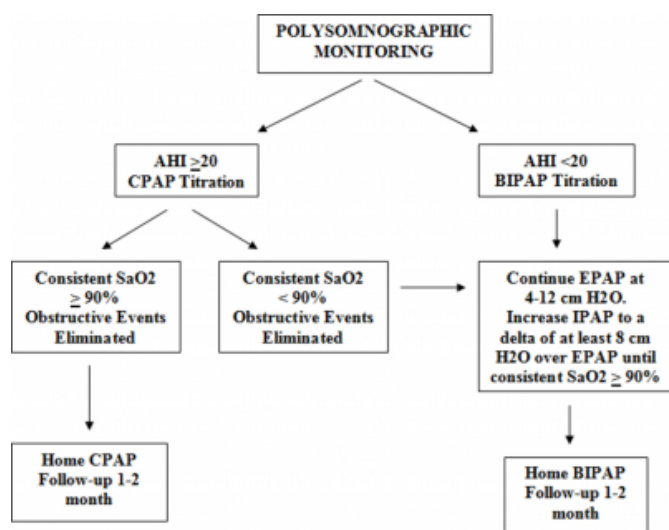 POLYSOMNOGRAPHIC
MONITORING
AHI ≥20
CPAP Titration
AHI <20
BIPAP Titration
Consistent SaO2
≥ 90%
Obstructive Events
Eliminated
Consistent SaO2
< 90%
Obstructive Events
Eliminated
Continue EPAP at
4-12 cm H2O.
Increase IPAP to a
delta of at least 8 cm
H2O over EPAP until
consistent SaO2 ≥ 90%
Home CPAP
Follow-up 1-2
month
Home BIPAP
Follow-up 1-2
month